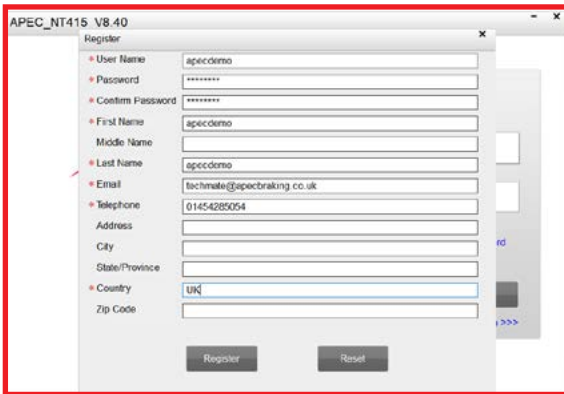 APEC_NT415 V8.40
- ×
Register
×
* User Name apecdemo
* Password ********
* Confirm Password ********
* First Name apecdemo
Middle Name
* Last Name apecdemo
* Email techmate@apecbraking.co.uk
* Telephone 01454285054
Address
City
rd
State/Province
* Country UK
Zip Code
>>>
Register Reset